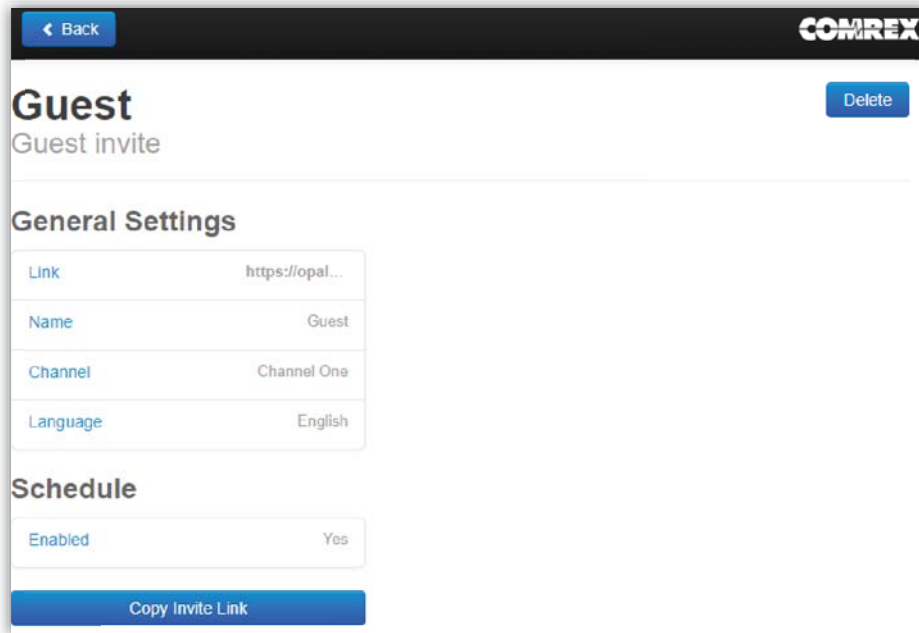 Back
COMREX
Guest
Delete
Guest invite
General Settings
Link https://opal...
Name Guest
Channel Channel One
Language English
Schedule
Enabled Yes
Copy Invite Link